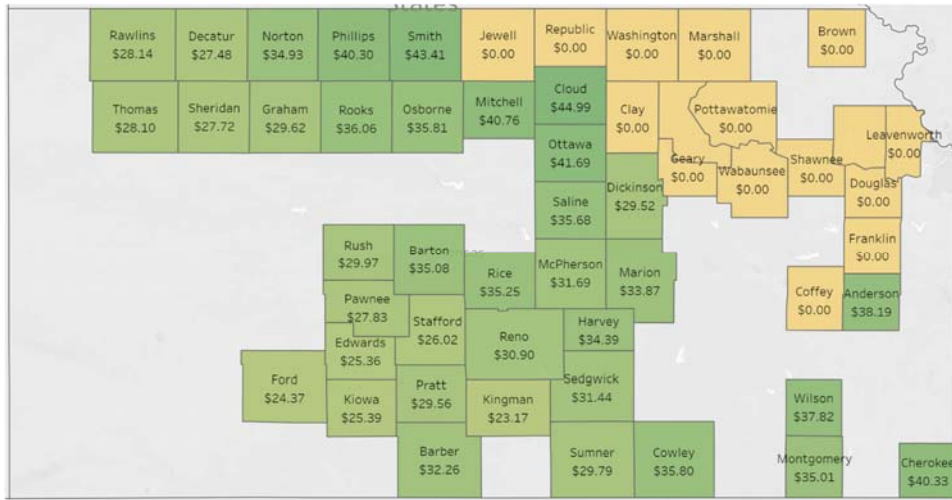 States
Rawlins
$28.14
Decatur
$27.48
Norton
$34.93
Phillips
$40.30
Smith
$43.41
Jewell
$0.00
Republic
$0.00
Washington
$0.00
Marshall
$0.00
Brown
$0.00
Thomas
$28.10
Sheridan
$27.72
Graham
$29.62
Rooks
$36.06
Osborne
$35.81
Mitchell
$40.76
Cloud
$44.99
Clay
$0.00
Pottawatomie
$0.00
Leavenworth
$0.00
Ottawa
$41.69
Geary
$0.00
Wabaunsee
$0.00
Shawnee
$0.00
Douglas
$0.00
Saline
$35.68
Dickinson
$29.52
Franklin
$0.00
Rush
$29.97
Barton
$35.08
Rice
$35.25
McPherson
$31.69
Marion
$33.87
Coffey
$0.00
Anderson
$38.19
Pawnee
$27.83
Stafford
$26.02
Reno
$30.90
Harvey
$34.39
Edwards
$25.36
Ford
$24.37
Kiowa
$25.39
Pratt
$29.56
Kingman
$23.17
Sedgwick
$31.44
Wilson
$37.82
Barber
$32.26
Sumner
$29.79
Cowley
$35.80
Montgomery
$35.01
Cherokee
$40.33